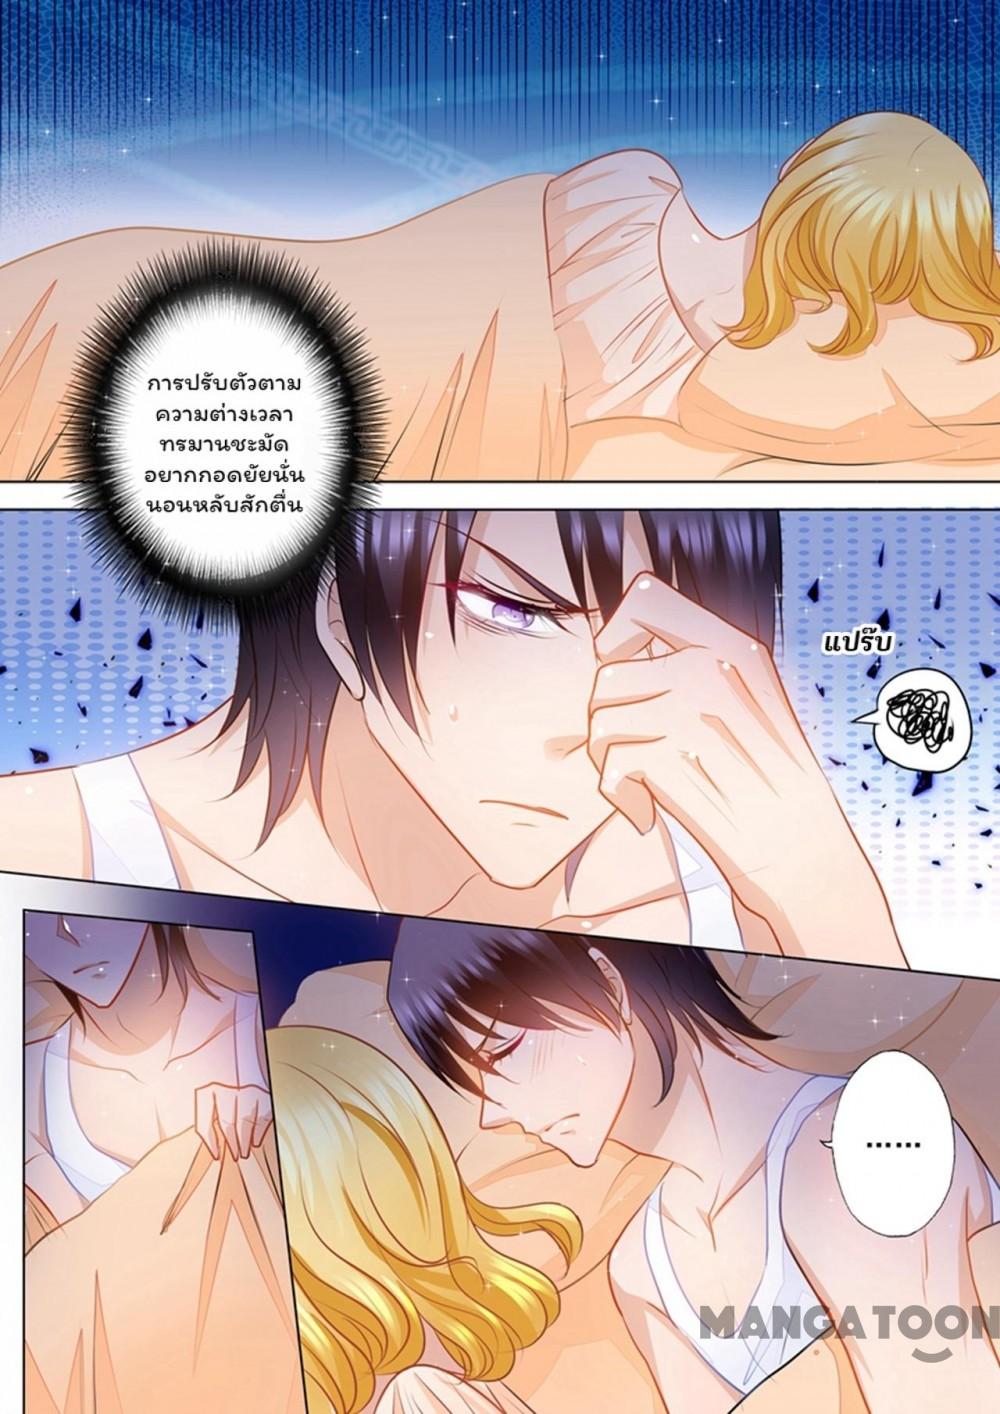 การปรับตัวตาม
ความต่างเวลา
ทรมานชะมัด
อยากกอดยัยนั่น
นอนหลับสักตื่น
แปร๊บ
......
MANGATOON